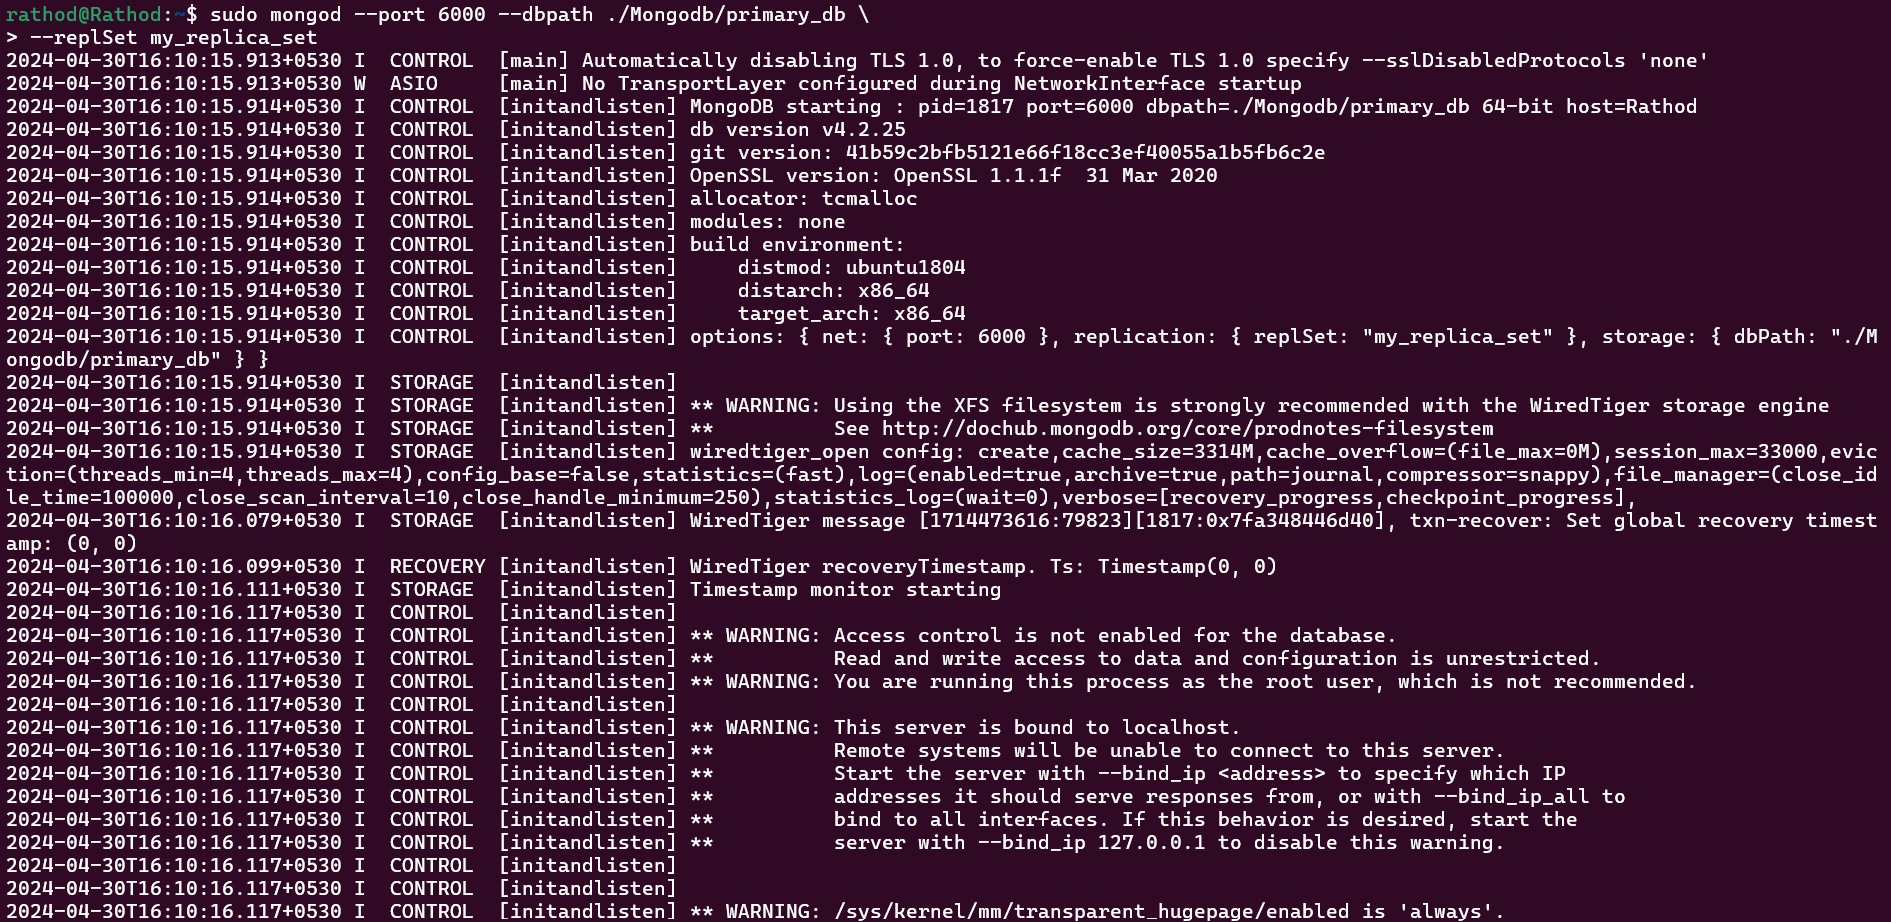 rathod@Rathod:~$ sudo mongod --port 6000 --dbpath ./Mongodb/primary_db \
> --replSet my_replica_set
2024-04-30T16:10:15.913+0530 I  CONTROL  [main] Automatically disabling TLS 1.0, to force-enable TLS 1.0 specify --sslDisabledProtocols 'none'
2024-04-30T16:10:15.913+0530 W  ASIO     [main] No TransportLayer configured during NetworkInterface startup
2024-04-30T16:10:15.914+0530 I  CONTROL  [initandlisten] MongoDB starting : pid=1817 port=6000 dbpath=./Mongodb/primary_db 64-bit host=Rathod
2024-04-30T16:10:15.914+0530 I  CONTROL  [initandlisten] db version v4.2.25
2024-04-30T16:10:15.914+0530 I  CONTROL  [initandlisten] git version: 41b59c2bfb5121e66f18cc3ef40055a1b5fb6c2e
2024-04-30T16:10:15.914+0530 I  CONTROL  [initandlisten] OpenSSL version: OpenSSL 1.1.1f  31 Mar 2020
2024-04-30T16:10:15.914+0530 I  CONTROL  [initandlisten] allocator: tcmalloc
2024-04-30T16:10:15.914+0530 I  CONTROL  [initandlisten] modules: none
2024-04-30T16:10:15.914+0530 I  CONTROL  [initandlisten] build environment:
2024-04-30T16:10:15.914+0530 I  CONTROL  [initandlisten]     distmod: ubuntu1804
2024-04-30T16:10:15.914+0530 I  CONTROL  [initandlisten]     distarch: x86_64
2024-04-30T16:10:15.914+0530 I  CONTROL  [initandlisten]     target_arch: x86_64
2024-04-30T16:10:15.914+0530 I  CONTROL  [initandlisten] options: { net: { port: 6000 }, replication: { replSet: "my_replica_set" }, storage: { dbPath: "./M
ongodb/primary_db" } }
2024-04-30T16:10:15.914+0530 I  STORAGE  [initandlisten]
2024-04-30T16:10:15.914+0530 I  STORAGE  [initandlisten] ** WARNING: Using the XFS filesystem is strongly recommended with the WiredTiger storage engine
2024-04-30T16:10:15.914+0530 I  STORAGE  [initandlisten] **          See http://dochub.mongodb.org/core/prodnotes-filesystem
2024-04-30T16:10:15.914+0530 I  STORAGE  [initandlisten] wiredtiger_open config: create,cache_size=3314M,cache_overflow=(file_max=0M),session_max=33000,evic
tion=(threads_min=4,threads_max=4),config_base=false,statistics=(fast),log=(enabled=true,archive=true,path=journal,compressor=snappy),file_manager=(close_id
le_time=100000,close_scan_interval=10,close_handle_minimum=250),statistics_log=(wait=0),verbose=[recovery_progress,checkpoint_progress],
2024-04-30T16:10:16.079+0530 I  STORAGE  [initandlisten] WiredTiger message [1714473616:79823][1817:0x7fa348446d40], txn-recover: Set global recovery timest
amp: (0, 0)
2024-04-30T16:10:16.099+0530 I  RECOVERY [initandlisten] WiredTiger recoveryTimestamp. Ts: Timestamp(0, 0)
2024-04-30T16:10:16.111+0530 I  STORAGE  [initandlisten] Timestamp monitor starting
2024-04-30T16:10:16.117+0530 I  CONTROL  [initandlisten]
2024-04-30T16:10:16.117+0530 I  CONTROL  [initandlisten] ** WARNING: Access control is not enabled for the database.
2024-04-30T16:10:16.117+0530 I  CONTROL  [initandlisten] **          Read and write access to data and configuration is unrestricted.
2024-04-30T16:10:16.117+0530 I  CONTROL  [initandlisten] ** WARNING: You are running this process as the root user, which is not recommended.
2024-04-30T16:10:16.117+0530 I  CONTROL  [initandlisten]
2024-04-30T16:10:16.117+0530 I  CONTROL  [initandlisten] ** WARNING: This server is bound to localhost.
2024-04-30T16:10:16.117+0530 I  CONTROL  [initandlisten] **          Remote systems will be unable to connect to this server.
2024-04-30T16:10:16.117+0530 I  CONTROL  [initandlisten] **          Start the server with --bind_ip <address> to specify which IP
2024-04-30T16:10:16.117+0530 I  CONTROL  [initandlisten] **          addresses it should serve responses from, or with --bind_ip_all to
2024-04-30T16:10:16.117+0530 I  CONTROL  [initandlisten] **          bind to all interfaces. If this behavior is desired, start the
2024-04-30T16:10:16.117+0530 I  CONTROL  [initandlisten] **          server with --bind_ip 127.0.0.1 to disable this warning.
2024-04-30T16:10:16.117+0530 I  CONTROL  [initandlisten]
2024-04-30T16:10:16.117+0530 I  CONTROL  [initandlisten]
2024-04-30T16:10:16.117+0530 I  CONTROL  [initandlisten] ** WARNING: /sys/kernel/mm/transparent_hugepage/enabled is 'always'.